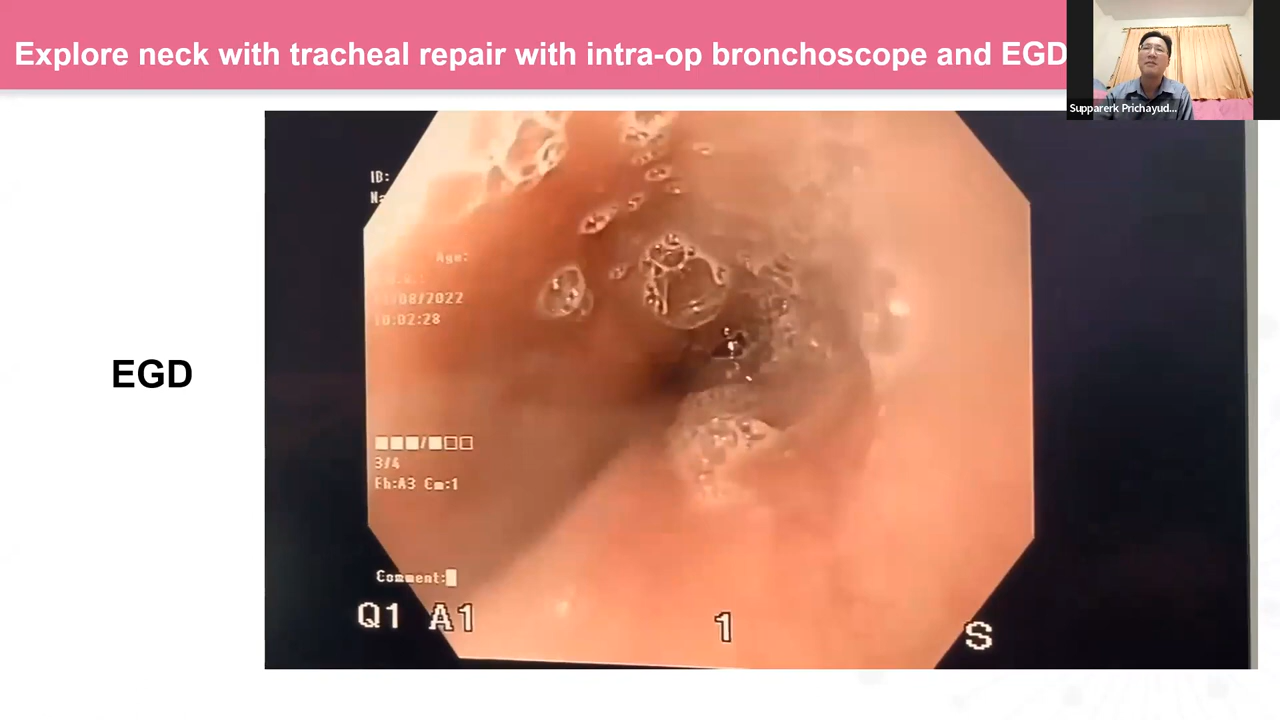 Explore neck with tracheal repair with intra-op bronchoscope and EGD
Supparerk Prichayud...
EGD
ID:
Age:
/08/2022
10:02:28
3/4
Eh:A3 Cm:1
Comment:
Q1 A1
1
S